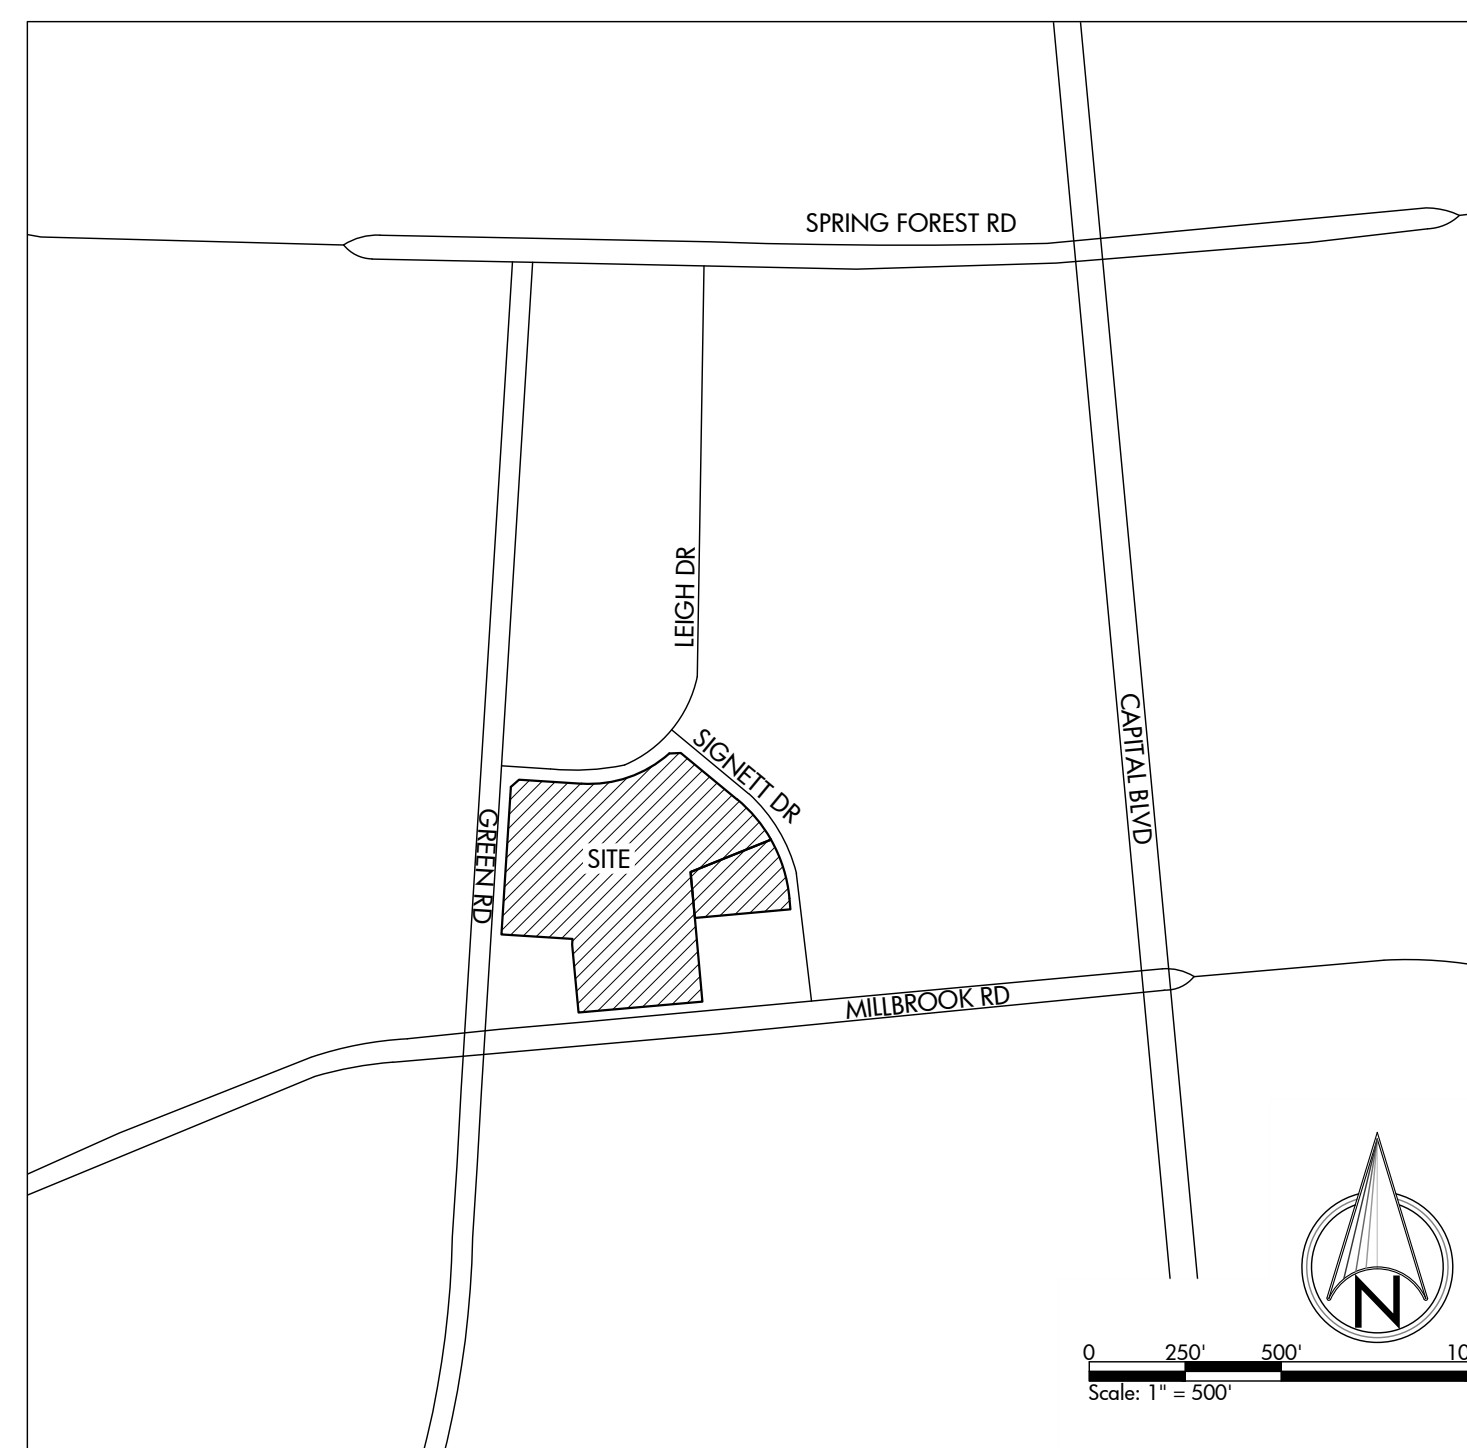 SPRING FOREST RD
LEIGH DR
SIGNETT DR
CAPITAL BLVD
GREEN RD
SITE
MILLBROOK RD
N
0 250' 500' 10
Scale: 1" = 500'